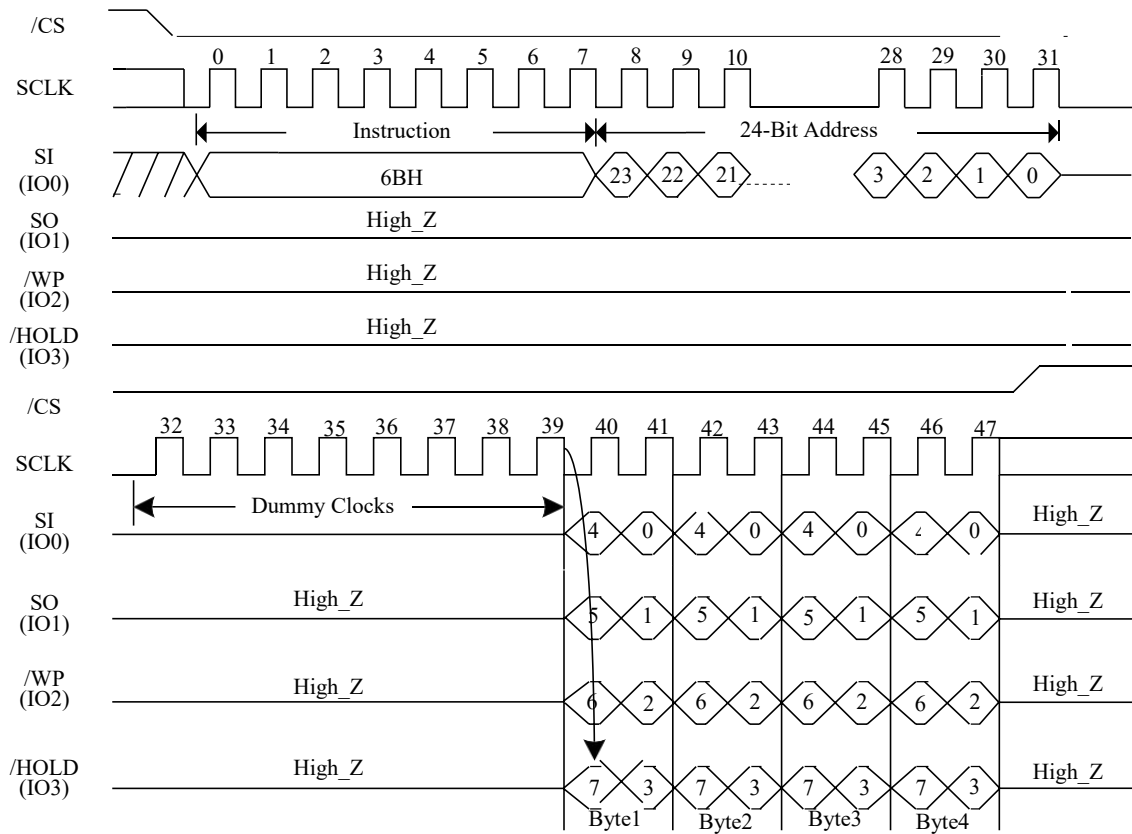 /CS
0 1 2 3 4 5 6 7 8 9 10 28 29 30 31
SCLK
Instruction 24-Bit Address
SI
(IO0)
6BH 23 22 21 3 2 1 0
SO
(IO1)
High_Z
/WP
(IO2)
High_Z
/HOLD
(IO3)
High_Z
/CS
32 33 34 35 36 37 38 39 40 41 42 43 44 45 46 47
SCLK
Dummy Clocks
SI
(IO0)
4 0 4 0 4 0 4 0 High_Z
SO
(IO1)
High_Z 5 1 5 1 5 1 5 1 High_Z
/WP
(IO2)
High_Z 6 2 6 2 6 2 6 2 High_Z
/HOLD
(IO3)
High_Z 7 3 7 3 7 3 7 3 High_Z
Byte1 Byte2 Byte3 Byte4